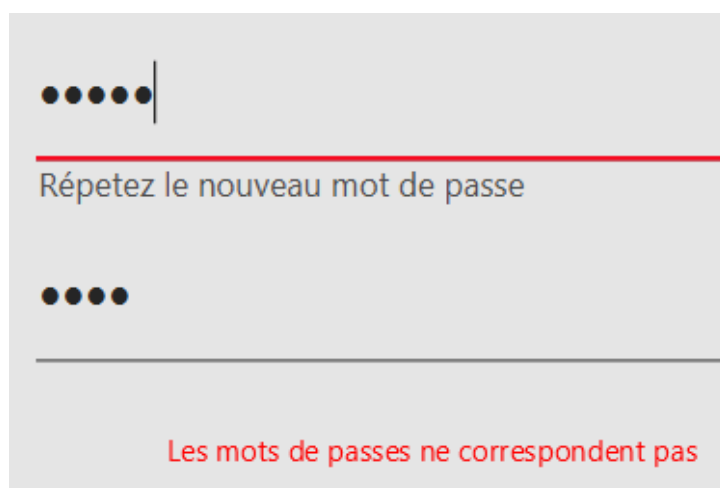 •••••
Répetez le nouveau mot de passe
••••
Les mots de passes ne correspondent pas